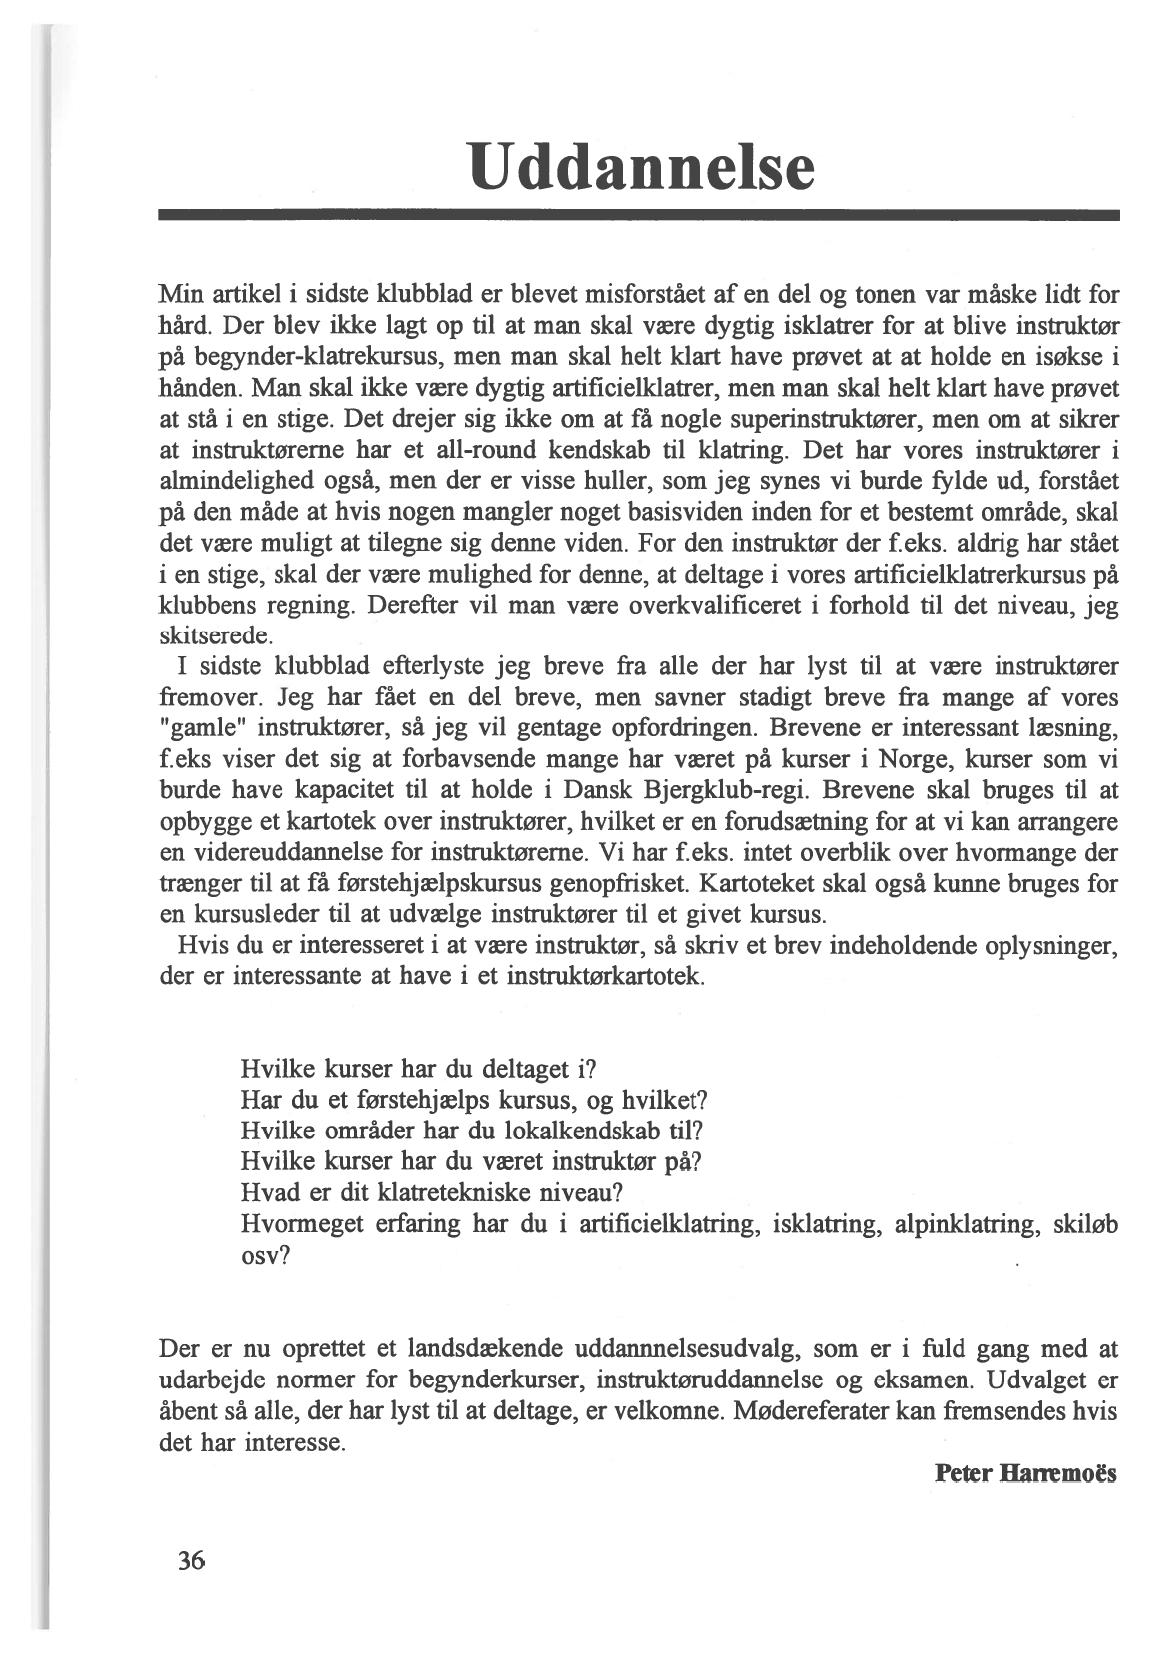 Uddannelse
Min artikel i sidste klubblad er blevet misforstået af en del og tonen var måske lidt for
hård. Der blev ikke lagt op til at man skal være dygtig isklatrer for at blive instruktør
på begynder-klatrekursus, men man skal helt klart have prøvet at at holde en isøkse i
hånden. Man skal ikke være dygtig artificielklatrer, men man skal helt klart have prøvet
at stå i en stige. Det drejer sig ikke om at få nogle superinstruktører, men om at sikrer
at instruktørerne har et all-round kendskab til klatring. Det har vores instruktører i
almindelighed også, men der er visse huller, som jeg synes vi burde fylde ud, forstået
på den måde at hvis nogen mangler noget basisviden inden for et bestemt område, skal
det være muligt at tilegne sig denne viden. For den instruktør der f.eks. aldrig har stået
i en stige, skal der være mulighed for denne, at deltage i vores artificielklatrerkursus på
klubbens regning. Derefter vil man være overkvalificeret i forhold til det niveau, jeg
skitserede.
I sidste klubblad efterlyste jeg breve fra alle der har lyst til at være instruktører
fremover. Jeg har fået en del breve, men savner stadigt breve fra mange af vores
"gamle" instruktører, så jeg vil gentage opfordringen. Brevene er interessant læsning,
f.eks viser det sig at forbavsende mange har været på kurser i Norge, kurser som vi
burde have kapacitet til at holde i Dansk Bjergklub-regi. Brevene skal bruges til at
opbygge et kartotek over instruktører, hvilket er en forudsætning for at vi kan arrangere
en videreuddannelse for instruktørerne. Vi har f.eks. intet overblik over hvormange der
trænger til at få førstehjælpskursus genopfrisket. Kartoteket skal også kunne bruges for
en kursusleder til at udvælge instruktører til et givet kursus.
Hvis du er interesseret i at være instruktør, så skriv et brev indeholdende oplysninger,
der er interessante at have i et instruktørkartotek.
Hvilke kurser har du deltaget i?
Har du et førstehjælps kursus, og hvilket?
Hvilke områder har du lokalkendskab til?
Hvilke kurser har du været instruktør på?
Hvad er dit klatretekniske niveau?
Hvormeget erfaring har du i artificielklatring, isklatring, alpinklatring, skiløb
osv?
Der er nu oprettet et landsdækende uddannnelsesudvalg, som er i fuld gang med at
udarbejde normer for begynderkurser, instruktøruddannelse og eksamen. Udvalget er
åbent så alle, der har lyst til at deltage, er velkomne. Mødereferater kan fremsendes hvis
det har interesse.
Peter Harremoës
36